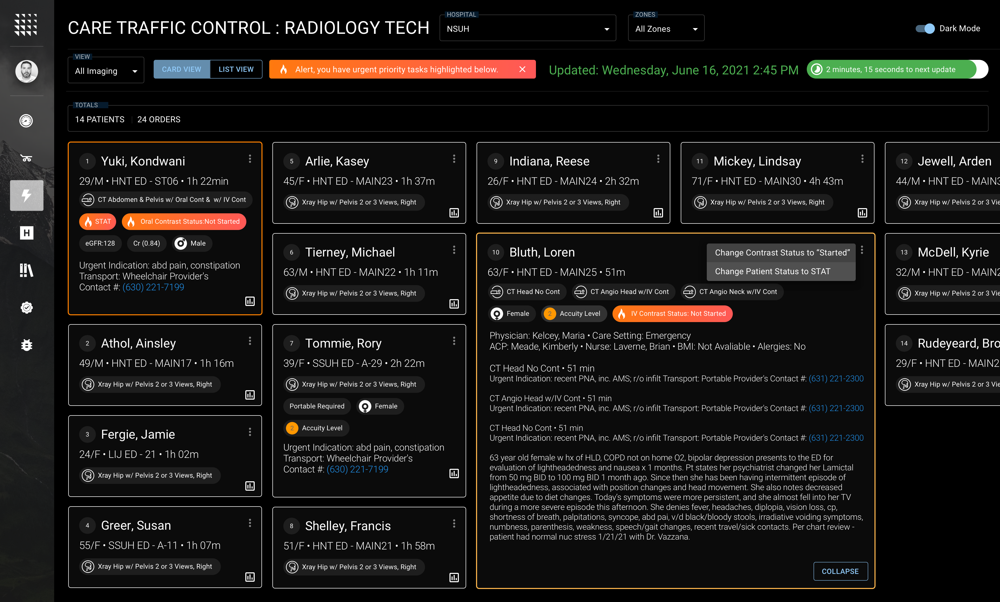 CARE TRAFFIC CONTROL : RADIOLOGY TECH
HOSPITAL
NSUH
ZONES
All Zones
Dark Mode
VIEW
All Imaging
CARD VIEW
LIST VIEW
Alert, you have urgent priority tasks highlighted below.
Updated: Wednesday, June 16, 2021 2:45 PM
2 minutes, 15 seconds to next update
TOTALS
14 PATIENTS
24 ORDERS
H
1 Yuki, Kondwani
29/M • HNT ED - ST06 • 1h 22min
CT Abdomen & Pelvis w/ Oral Cont & w/ IV Cont
STAT
Oral Contrast Status:Not Started
eGFR:128
Cr (0.84)
Male
Urgent Indication: abd pain, constipation
Transport: Wheelchair Provider's
Contact #: (630) 221-7199
2 Athol, Ainsley
49/M • HNT ED - MAIN17 • 1h 16m
Xray Hip w/ Pelvis 2 or 3 Views, Right
3 Fergie, Jamie
24/F • LIJ ED - 21 • 1h 02m
Xray Hip w/ Pelvis 2 or 3 Views, Right
4 Greer, Susan
55/F • SSUH ED - A-11 • 1h 07m
Xray Hip w/ Pelvis 2 or 3 Views, Right
5 Arlie, Kasey
45/F • HNT ED - MAIN23 • 1h 37m
Xray Hip w/ Pelvis 2 or 3 Views, Right
6 Tierney, Michael
63/M • HNT ED - MAIN22 • 1h 11m
Xray Hip w/ Pelvis 2 or 3 Views, Right
7 Tommie, Rory
39/F • SSUH ED - A-29 • 2h 22m
Xray Hip w/ Pelvis 2 or 3 Views, Right
Portable Required
Female
2 Accuity Level
Urgent Indication: abd pain, constipation
Transport: Wheelchair Provider's
Contact #: (630) 221-7199
8 Shelley, Francis
51/F • HNT ED - MAIN21 • 1h 58m
Xray Hip w/ Pelvis 2 or 3 Views, Right
9 Indiana, Reese
26/F • HNT ED - MAIN24 • 2h 32m
Xray Hip w/ Pelvis 2 or 3 Views, Right
10 Bluth, Loren
Change Contrast Status to “Started”
Change Patient Status to STAT
63/F • HNT ED - MAIN25 • 51m
CT Head No Cont
CT Angio Head w/IV Cont
CT Angio Neck w/IV Cont
Female
2 Accuity Level
IV Contrast Status: Not Started
Physician: Kelcey, Maria • Care Setting: Emergency
ACP: Meade, Kimberly • Nurse: Laverne, Brian • BMI: Not Avaliable • Alergies: No
CT Head No Cont • 51 min
Urgent Indication: recent PNA, inc. AMS; r/o infilt Transport: Portable Provider's Contact #: (631) 221-2300
CT Angio Head w/IV Cont • 51 min
Urgent Indication: recent PNA, inc. AMS; r/o infilt Transport: Portable Provider's Contact #: (631) 221-2300
CT Head No Cont • 51 min
Urgent Indication: recent PNA, inc. AMS; r/o infilt Transport: Portable Provider's Contact #: (631) 221-2300
63 year old female w hx of HLD, COPD not on home O2, bipolar depression presents to the ED for
evaluation of lightheadedness and nausea x 1 months. Pt states her psychiatrist changed her Lamictal
from 50 mg BID to 100 mg BID 1 month ago. Since then she has been having intermittent episode of
lightheadedness, associated with position changes and head movement. She also notes decreased
appetite due to diet changes. Today’s symptoms were more persistent, and she almost fell into her TV
during a more severe episode this afternoon. She denies fever, headaches, diplopia, vision loss, cp,
shortness of breath, palpitations, syncope, abd pai, v/d black/bloody stools, irradiative voiding symptoms,
numbness, parenthesis, weakness, speech/gait changes, recent travel/sick contacts. Per chart review -
patient had normal nuc stress 1/21/21 with Dr. Vazzana.
COLLAPSE
11 Mickey, Lindsay
71/F • HNT ED - MAIN30 • 4h 43m
Xray Hip w/ Pelvis 2 or 3 Views, Right
12 Jewell, Arden
44/M • HNT ED - MAIN3
Xray Hip w/ Pelvis 2 or 3 Vie
13 McDell, Kyrie
32/M • HNT ED - MAIN2
Xray Hip w/ Pelvis 2 or 3 Vie
14 Rudeyeard, Bro
29/F • HNT ED - MAIN2
Xray Hip w/ Pelvis 2 or 3 Vie